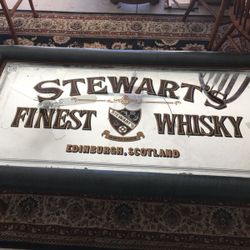 STEWART'S
FINEST WHISKY
EDINBURGH, SCOTLAND